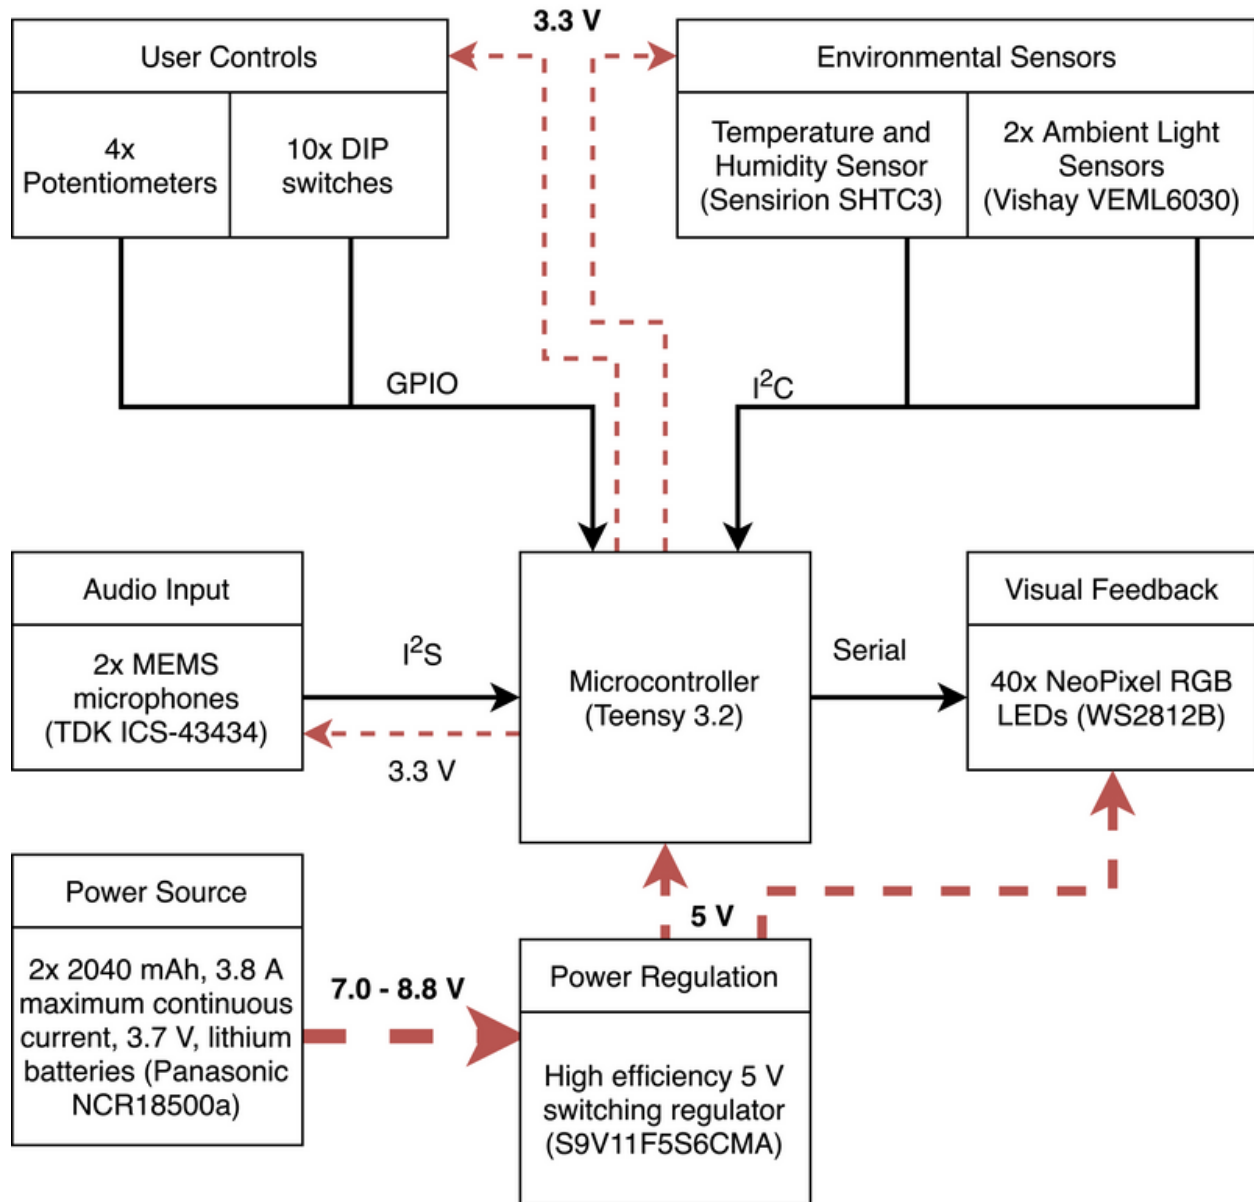 3.3 V
User Controls
4x
Potentiometers
10x DIP
switches
Environmental Sensors
Temperature and
Humidity Sensor
(Sensirion SHTC3)
2x Ambient Light
Sensors
(Vishay VEML6030)
GPIO
I²C
Audio Input
2x MEMS
microphones
(TDK ICS-43434)
I²S
3.3 V
Microcontroller
(Teensy 3.2)
Serial
Visual Feedback
40x NeoPixel RGB
LEDs (WS2812B)
Power Source
2x 2040 mAh, 3.8 A
maximum continuous
current, 3.7 V, lithium
batteries (Panasonic
NCR18500a)
7.0 - 8.8 V
5 V
Power Regulation
High efficiency 5 V
switching regulator
(S9V11F5S6CMA)